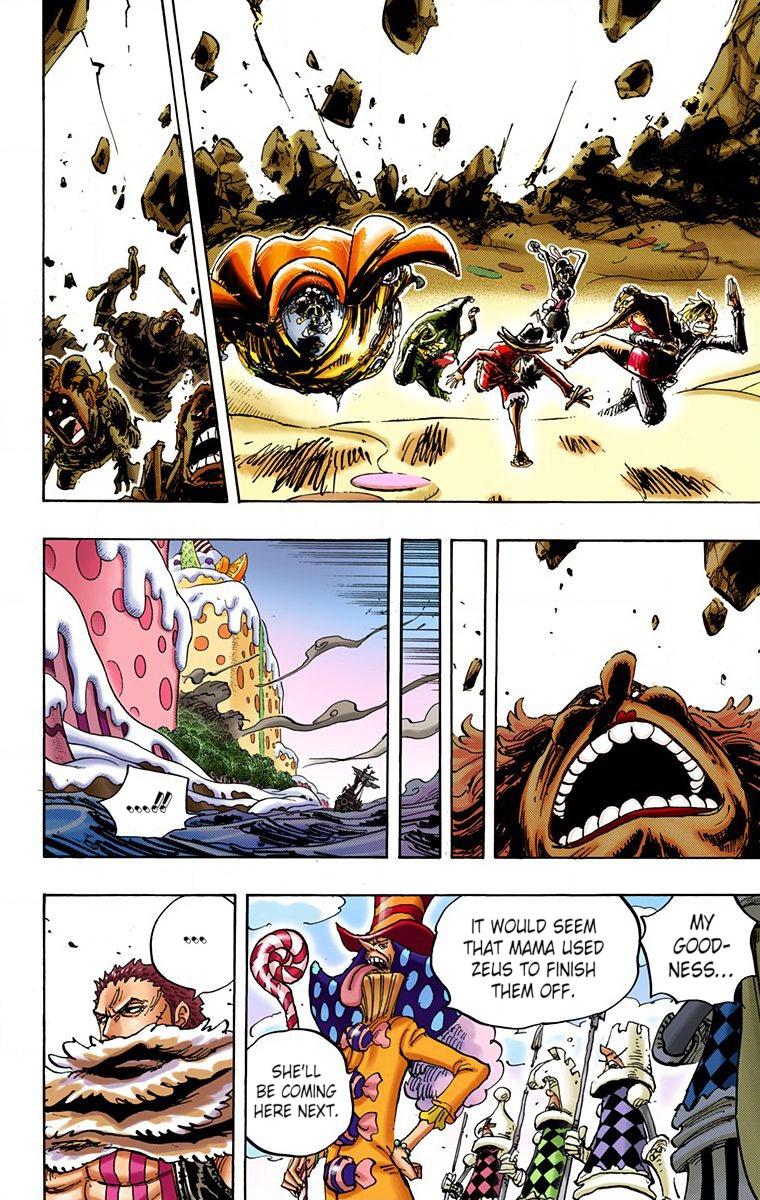 ....!!
MY
GOOD-
NESS...
IT WOULD SEEM
THAT MAMA USED
ZEUS TO FINISH
THEM OFF.
SHE'LL
BE COMING
HERE NEXT.
...